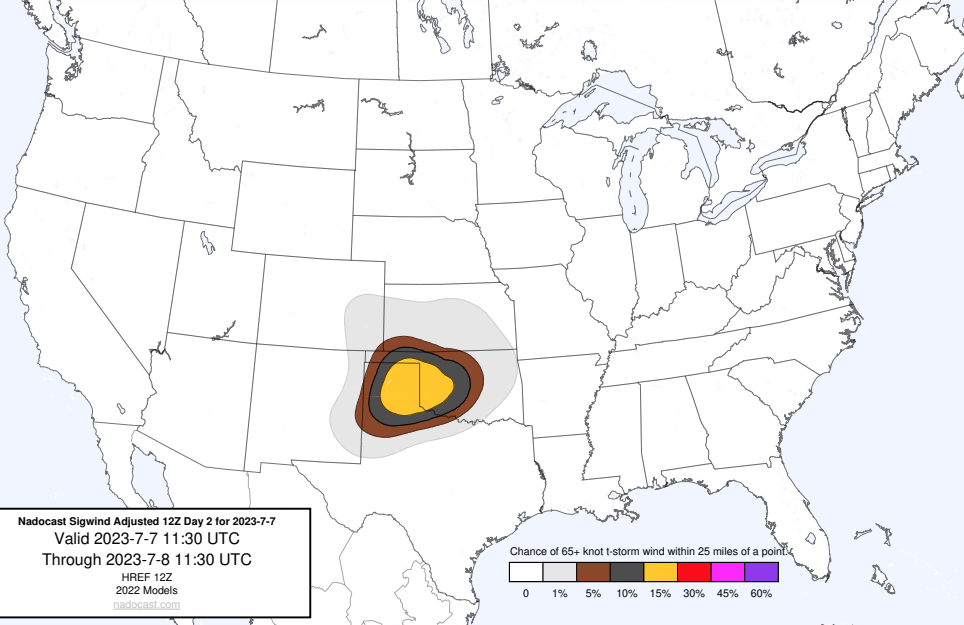 Nadocast Sigwind Adjusted 12Z Day 2 for 2023-7-7
Valid 2023-7-7 11:30 UTC
Through 2023-7-8 11:30 UTC
HREF 12Z
2022 Models
nadocast.com
Chance of 65+ knot t-storm wind within 25 miles of a point.
0 1% 5% 10% 15% 30% 45% 60%